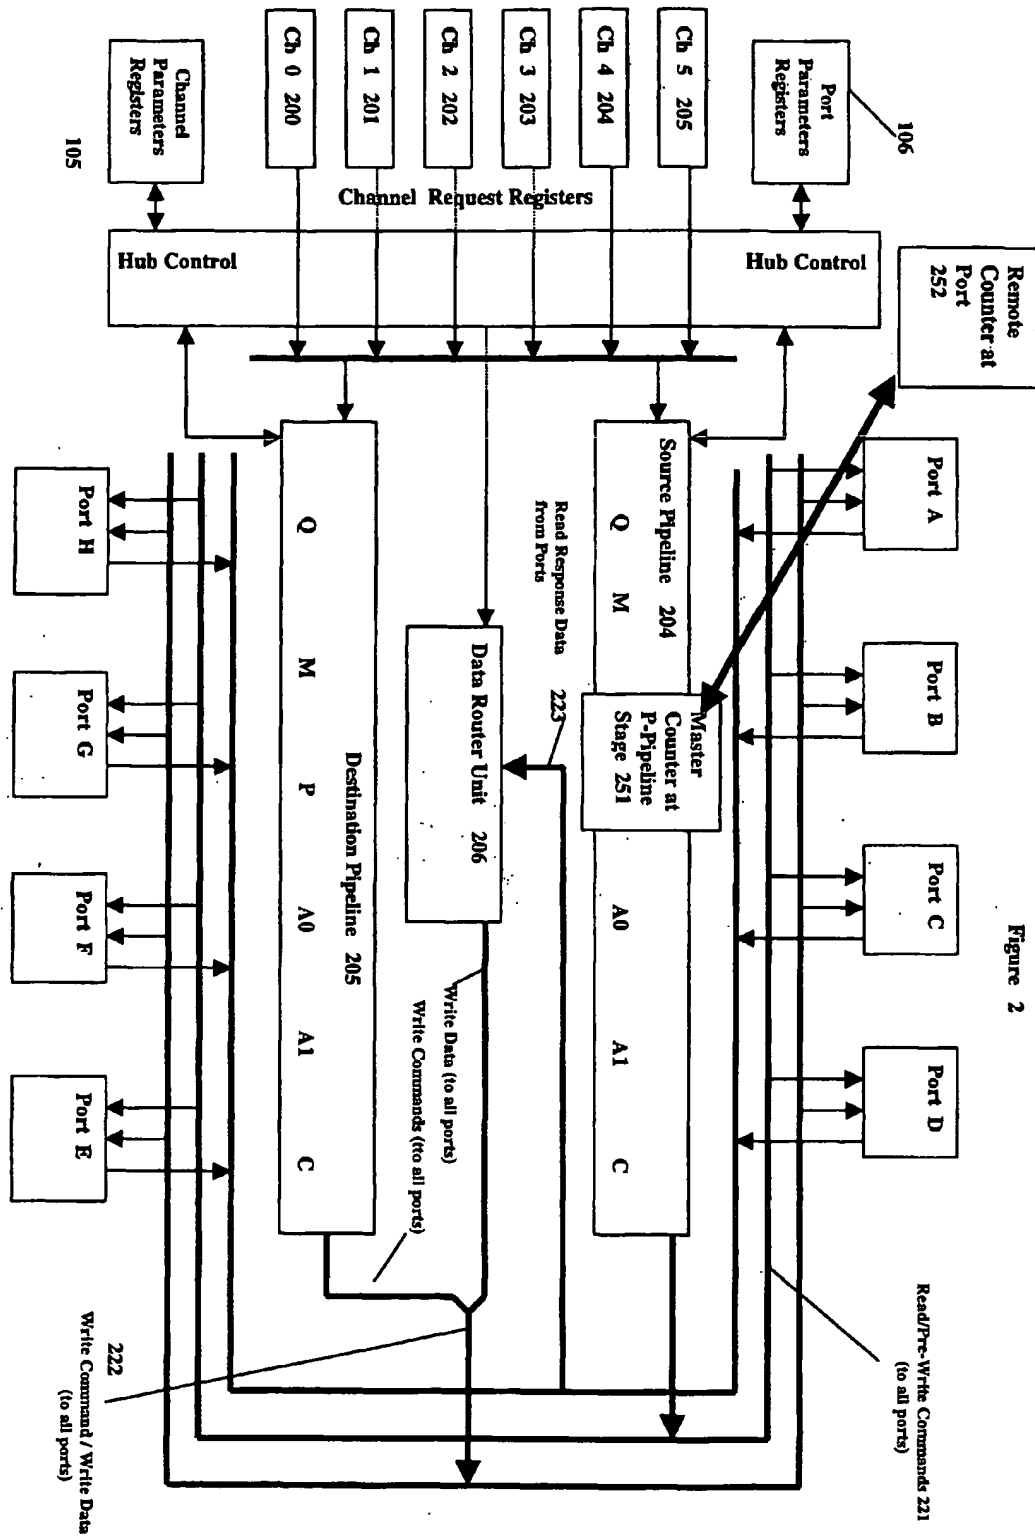 Figure 2
Remote
Counter at
Port
252
Port A
Port B
Port C
Port D
106
Port
Parameters
Registers
Hub Control
Read/Pre-Write Commands 221
(to all ports)
Ch 5 205
Ch 4 204
Ch 3 203
Ch 2 202
Ch 1 201
Ch 0 200
Channel Request Registers
Source Pipeline 204
Q M
Master
Counter at
P-Pipeline
Stage 251
A0 A1 C
Read Response Data
from Ports
223
Data Router Unit 206
Write Data (to all ports)
Write Commands (tto all ports)
Destination Pipeline 205
Q M P A0 A1 C
Channel
Parameters
Registers
105
Hub Control
222
Write Command / Write Data
(to all ports)
Port H
Port G
Port F
Port E